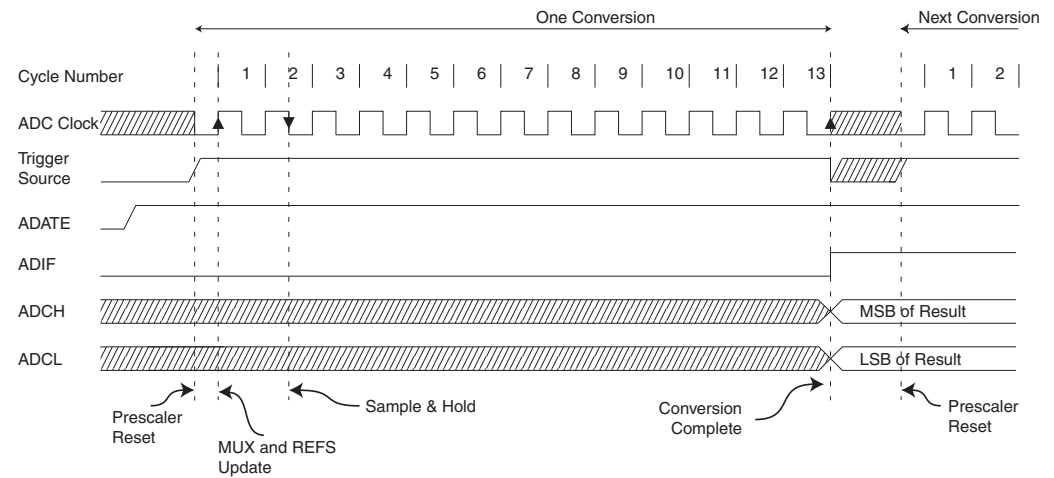 One Conversion
Next Conversion
Cycle Number
1 2 3 4 5 6 7 8 9 10 11 12 13 1 2
ADC Clock
Trigger
Source
ADATE
ADIF
ADCH
MSB of Result
ADCL
LSB of Result
Prescaler
Reset
MUX and REFS
Update
Sample & Hold
Conversion
Complete
Prescaler
Reset